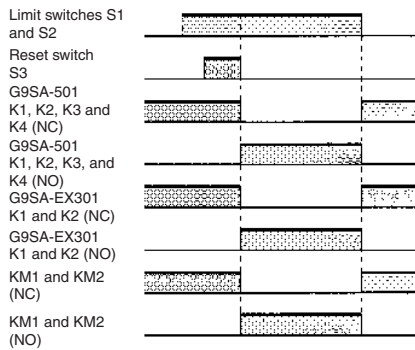 Limit switches S1
and S2
Reset switch
S3
G9SA-501
K1, K2, K3 and
K4 (NC)
G9SA-501
K1, K2, K3, and
K4 (NO)
G9SA-EX301
K1 and K2 (NC)
G9SA-EX301
K1 and K2 (NO)
KM1 and KM2
(NC)
KM1 and KM2
(NO)